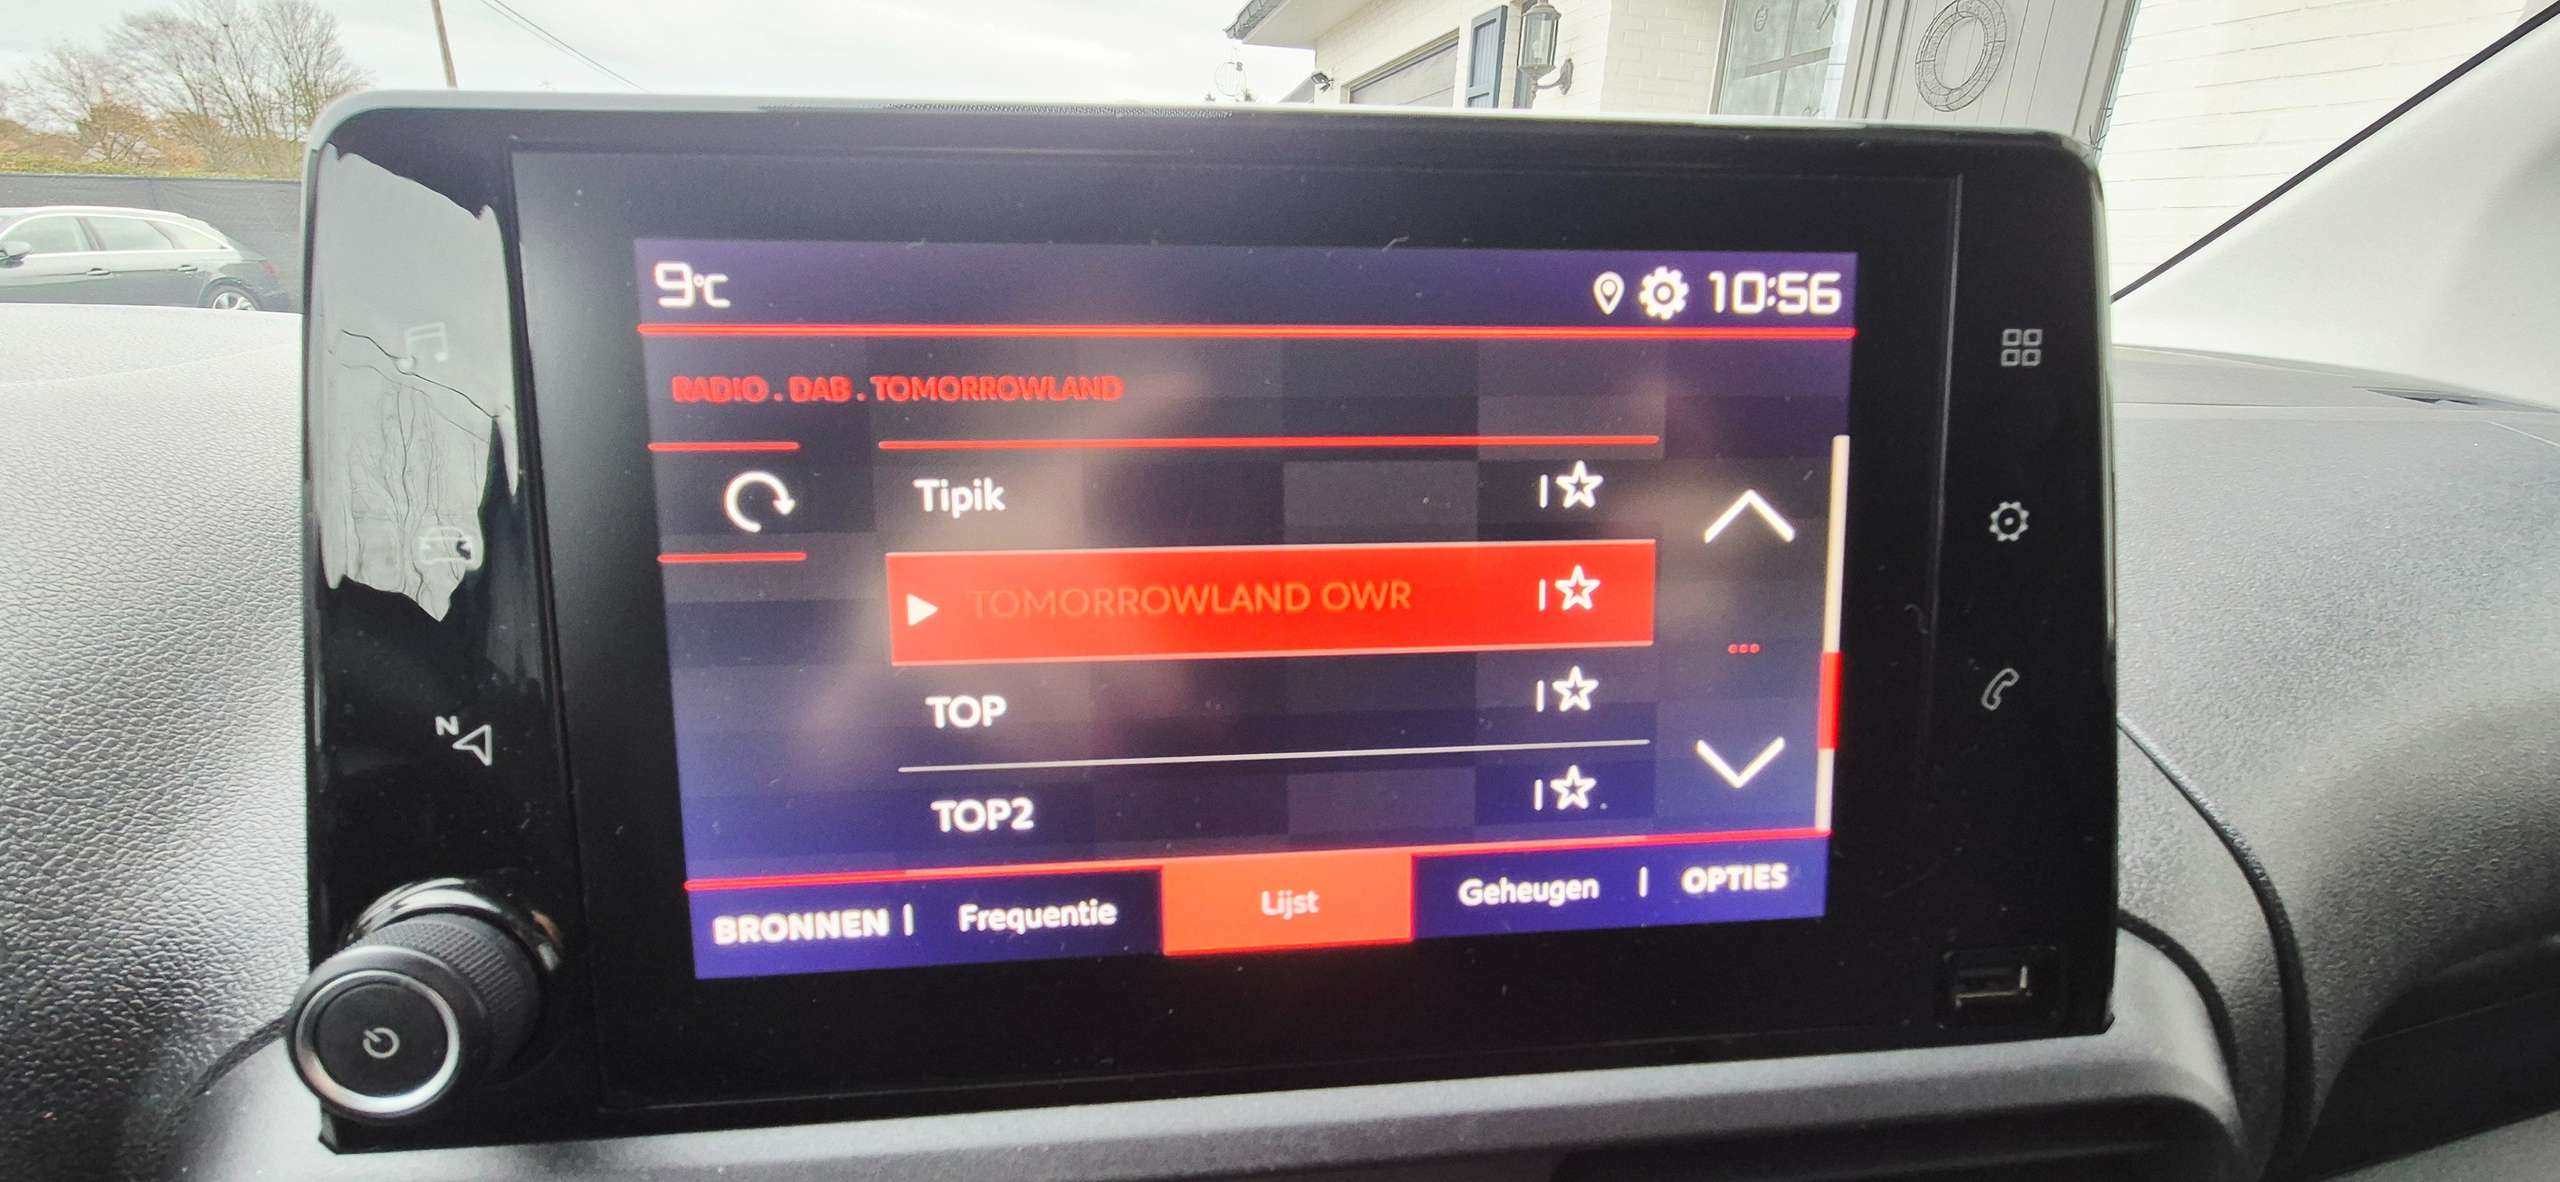 9°C 10:56
RADIO . DAB . TOMORROWLAND
Tipik
TOMORROWLAND OWR
TOP
TOP2
BRONNEN | Frequentie Lijst Geheugen | OPTIES
N